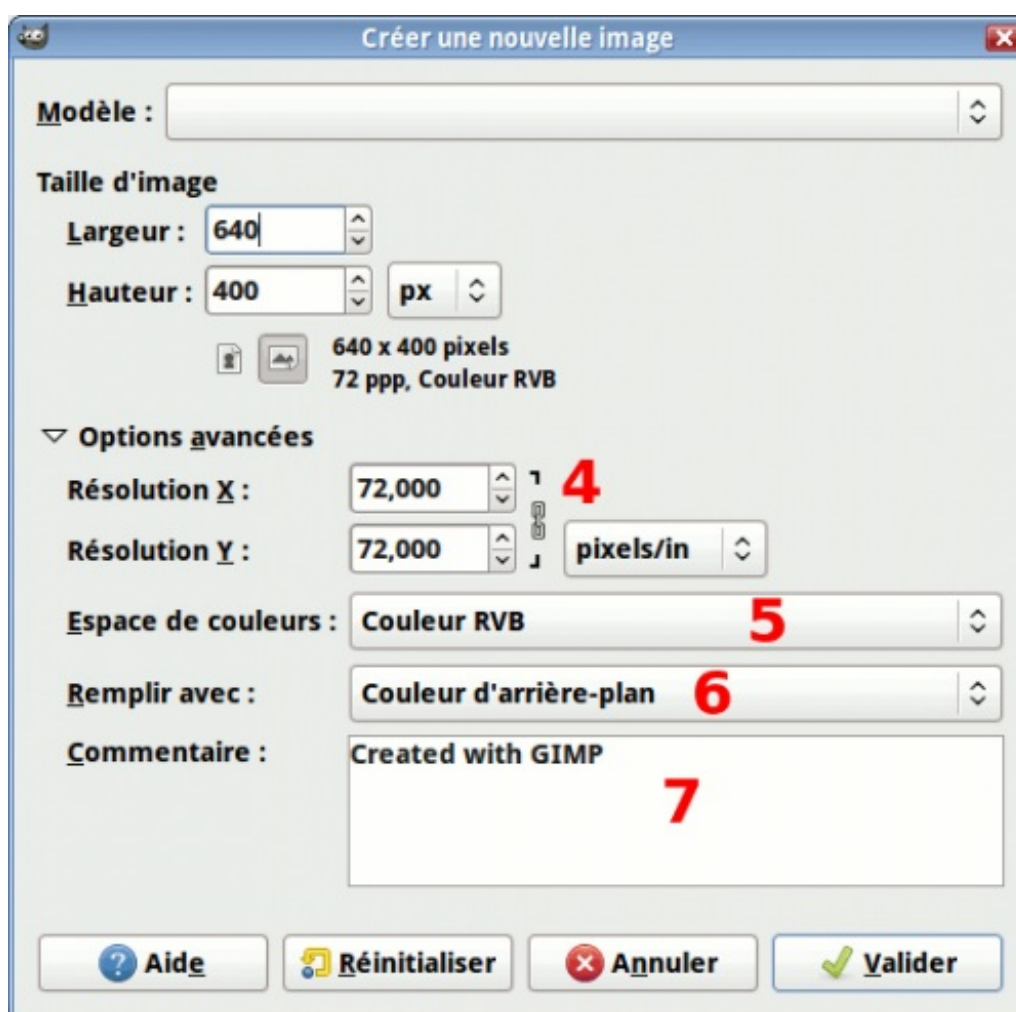 Créer une nouvelle image
Modèle :
Taille d'image
Largeur : 640
Hauteur : 400 px
640 x 400 pixels
72 ppp, Couleur RVB
Options avancées
Résolution X : 72,000 4
Résolution Y : 72,000 pixels/in
Espace de couleurs : Couleur RVB 5
Remplir avec : Couleur d'arrière-plan 6
Commentaire : Created with GIMP
7
Aide Réinitialiser Annuler Valider